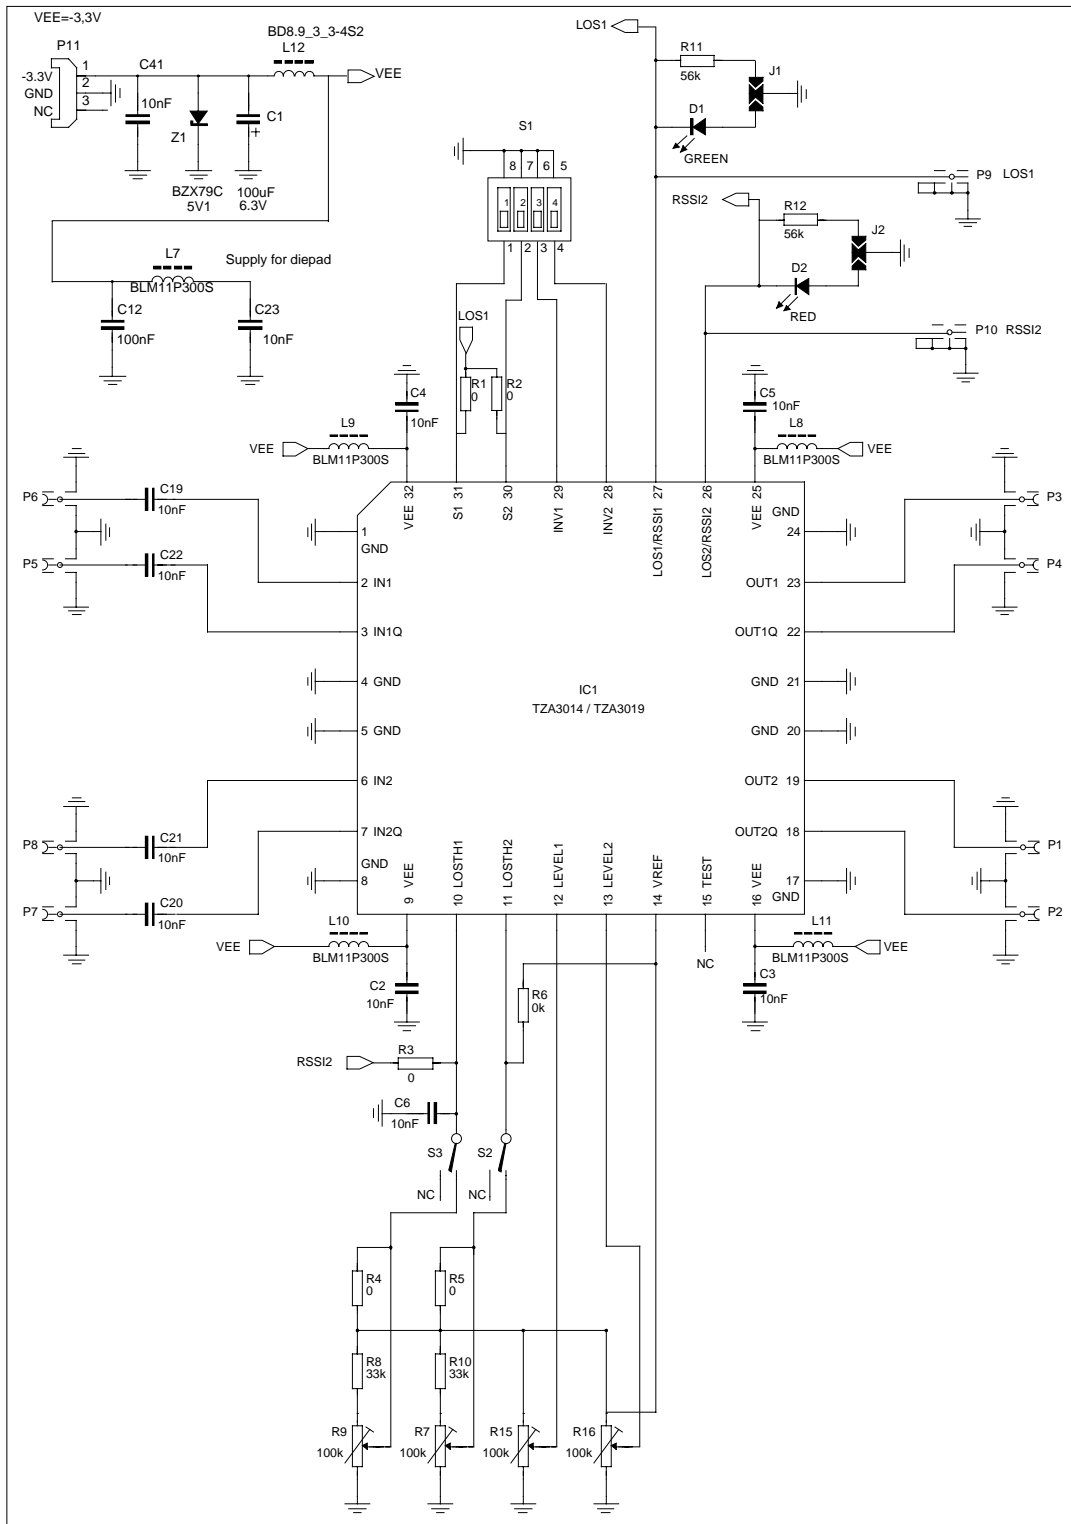 VEE=-3,3V
P11
-3.3V
GND
NC
1
2
3
C41
10nF
Z1
BZX79C
5V1
C1
100uF
6.3V
BD8.9_3_3-4S2
L12
VEE
L7
BLM11P300S
Supply for diepad
C12
100nF
C23
10nF
S1
8 7 6 5
1 2 3 4
1 2 3 4
LOS1
R11
56k
J1
D1
GREEN
P9 LOS1
RSSI2
R12
56k
J2
D2
RED
P10 RSSI2
LOS1
R1
0
R2
0
C4
10nF
L9
VEE
BLM11P300S
C5
10nF
L8
VEE
BLM11P300S
P6
C19
10nF
P5
C22
10nF
P8
C21
10nF
P7
C20
10nF
P3
P4
P1
P2
VEE 32
S1 31
S2 30
INV1 29
INV2 28
LOS1/RSSI1 27
LOS2/RSSI2 26
VEE 25
1
GND
2 IN1
3 IN1Q
4 GND
5 GND
6 IN2
7 IN2Q
GND
8
GND
24
OUT1 23
OUT1Q 22
GND 21
GND 20
OUT2 19
OUT2Q 18
17
GND
IC1
TZA3014 / TZA3019
9 VEE
10 LOSTH1
11 LOSTH2
12 LEVEL1
13 LEVEL2
14 VREF
15 TEST
16 VEE
L10
VEE
BLM11P300S
C2
10nF
L11
VEE
BLM11P300S
C3
10nF
NC
R6
0k
RSSI2
R3
0
C6
10nF
S3
NC
S2
NC
R4
0
R5
0
R8
33k
R10
33k
R9
100k
R7
100k
R15
100k
R16
100k